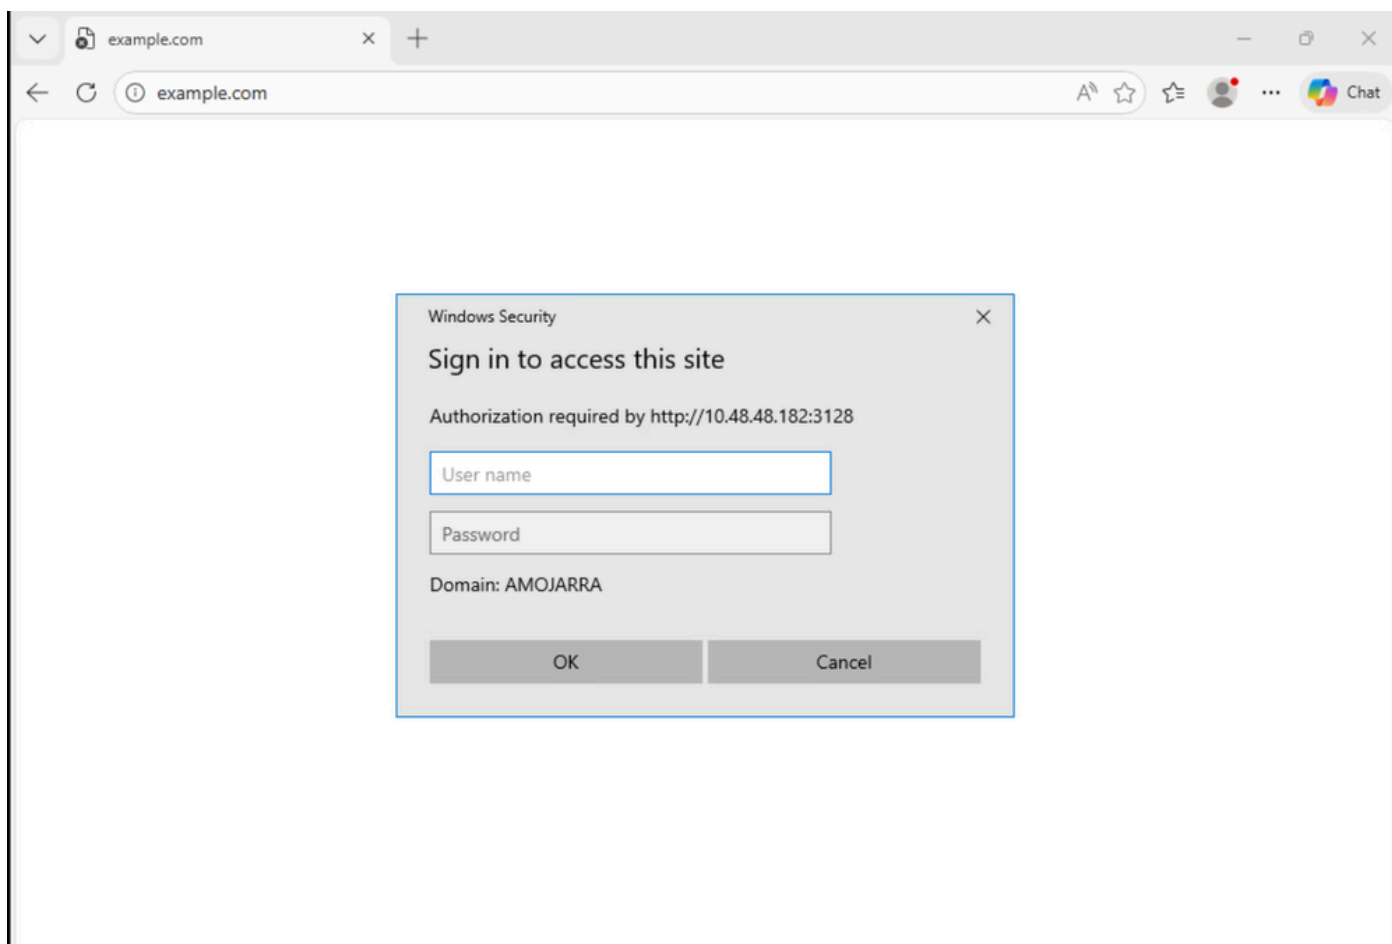 example.com
example.com
Chat
Windows Security
Sign in to access this site
Authorization required by http://10.48.48.182:3128
User name
Password
Domain: AMOJARRA
OK
Cancel